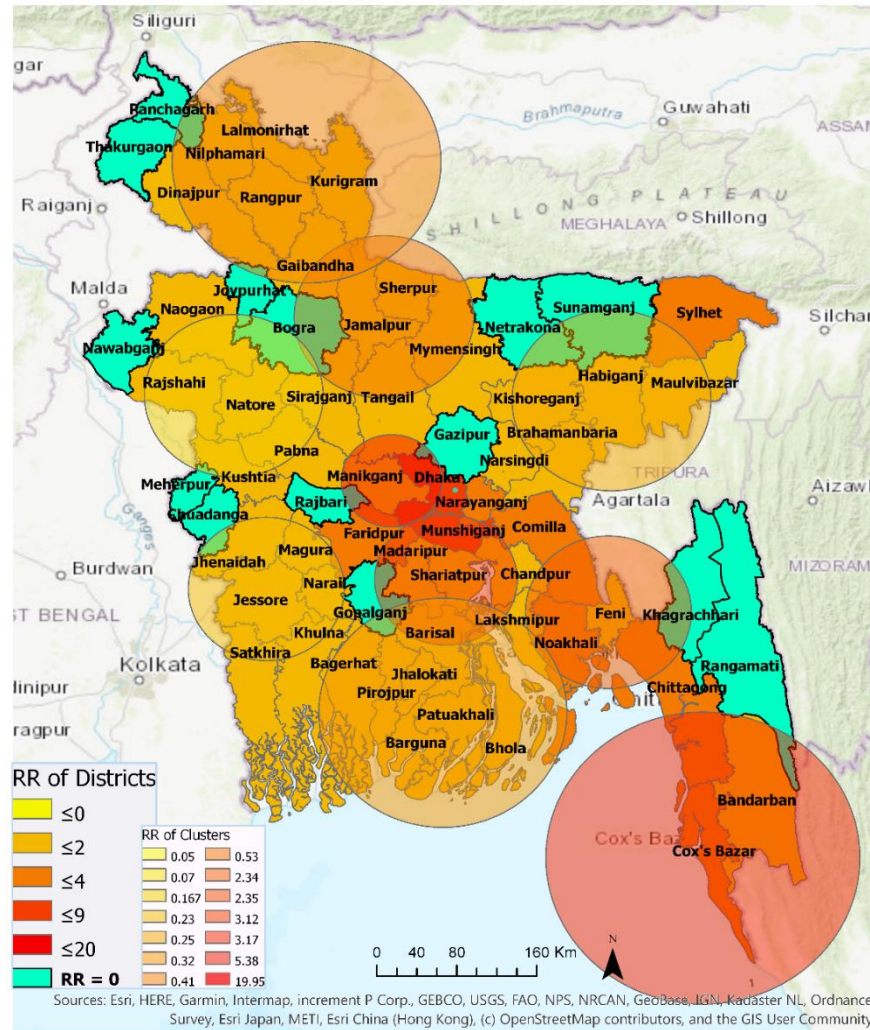 Siliguri
gar
Panchagarh
Thakurgaon
Lalmonirhat
Nilphamari
Kurigram
Dinajpur
Rangpur
Brahmaputra
Guwahati
ASSAM
SHILLONG PLATEAU
Shillong
MEGHALAYA
Raiganj
Gaibandha
Malda
Joypurhat
Sherpur
Naogaon
Bogra
Jamalpur
Netrakona
Sunamganj
Sylhet
Silchar
Nawabganj
Mymensingh
Rajshahi
Natore
Sirajganj
Tangail
Kishoreganj
Habiganj
Maulvibazar
Gazipur
Brahamanbaria
Pabna
Narsingdi
TRIPURA
Kushtia
Manikganj
Dhaka
Meherpur
Chuadanga
Rajbari
Narayanganj
Agartala
Aizawl
Ganges
Faridpur
Munshiganj
Comilla
Burdwan
Jhenaidah
Magura
Madaripur
MIZORAM
Shariatpur
Chandpur
ST BENGAL
Jessore
Narail
Gopalganj
Feni
Khagrachhari
Khulna
Barisal
Lakshmipur
Noakhali
Kolkata
Satkhira
Bagerhat
Jhalokati
Rangamati
dinipur
Pirojpur
Chittagong
Patuakhali
ragpur
Barguna
Bhola
Bandarban
Cox's Baz
Cox's Bazar
RR of Districts
≤0
≤2
≤4
≤9
≤20
RR = 0
RR of Clusters
0.05 0.53
0.07 2.34
0.167 2.35
0.23 3.12
0.25 3.17
0.32 5.38
0.41 19.95
0 40 80 160 Km
N
1
Sources: Esri, HERE, Garmin, Intermap, increment P Corp., GEBCO, USGS, FAO, NPS, NRCAN, GeoBase, IGN, Kadaster NL, Ordnance
Survey, Esri Japan, METI, Esri China (Hong Kong), (c) OpenStreetMap contributors, and the GIS User Community